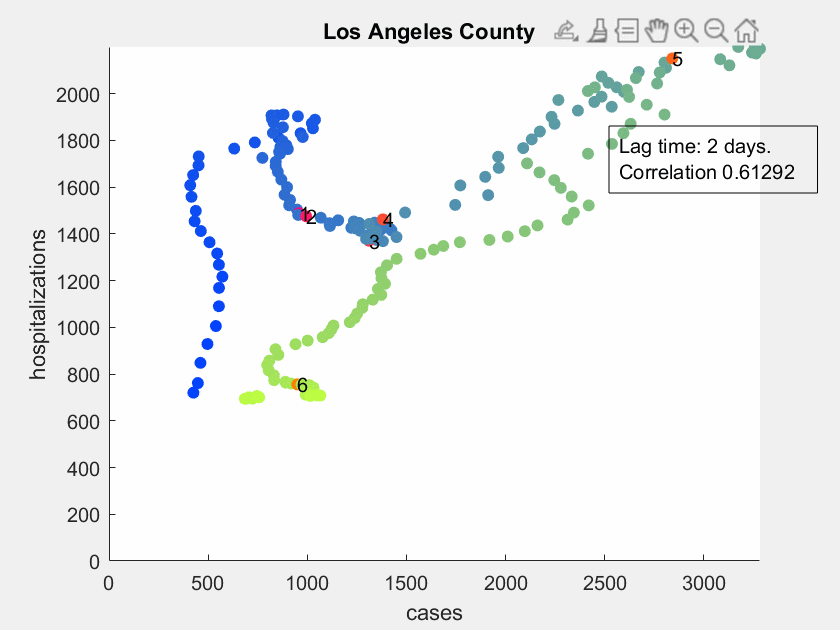 Los Angeles County
5
Lag time: 2 days.
Correlation 0.61292
1
2
4
3
6
hospitalizations
2000
1800
1600
1400
1200
1000
800
600
400
200
0
0 500 1000 1500 2000 2500 3000
cases